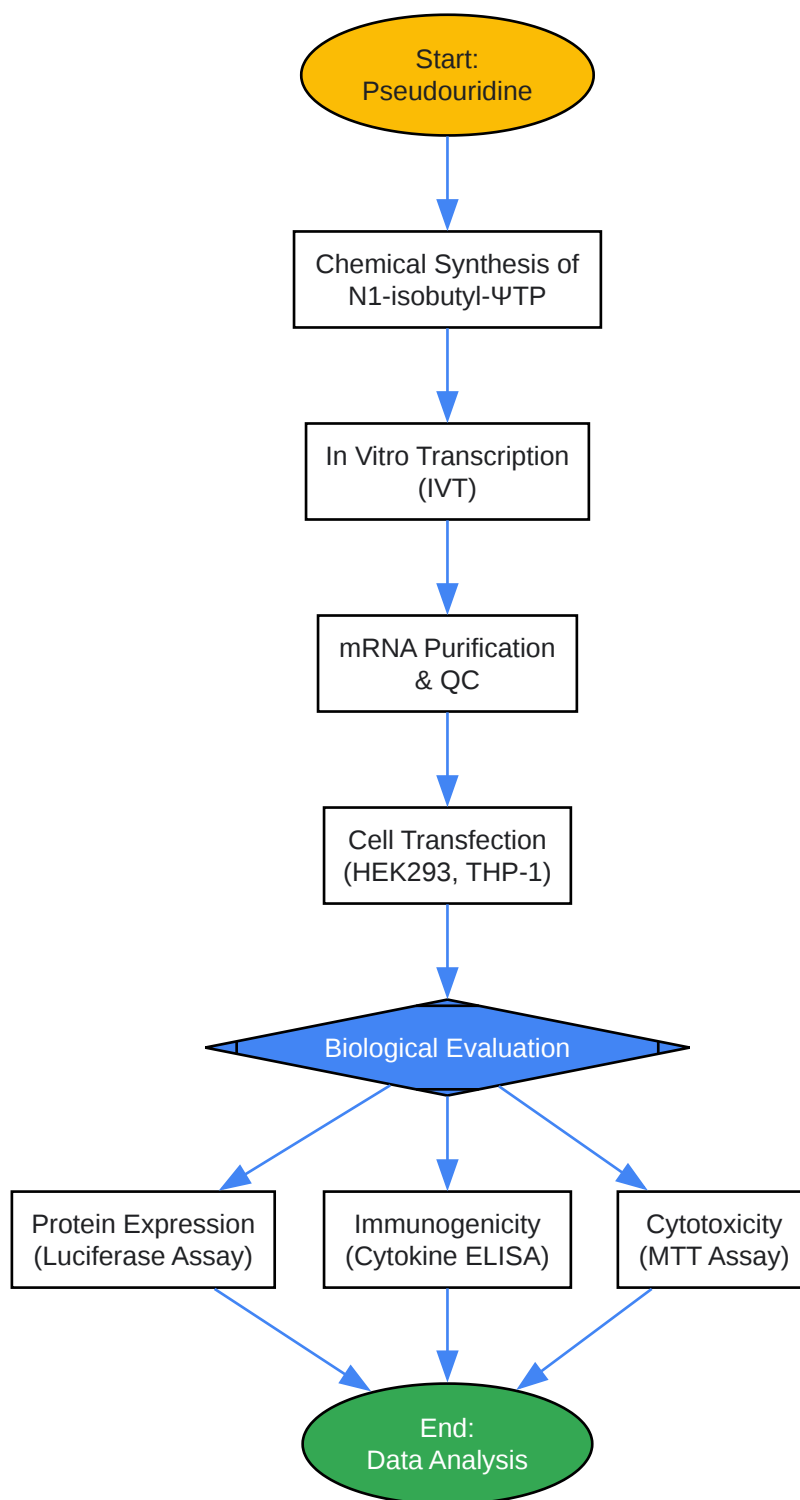 Start:
Pseudouridine
Chemical Synthesis of
N1-isobutyl-ΨTP
In Vitro Transcription
(IVT)
mRNA Purification
& QC
Cell Transfection
(HEK293, THP-1)
Biological Evaluation
Protein Expression
(Luciferase Assay)
Immunogenicity
(Cytokine ELISA)
Cytotoxicity
(MTT Assay)
End:
Data Analysis